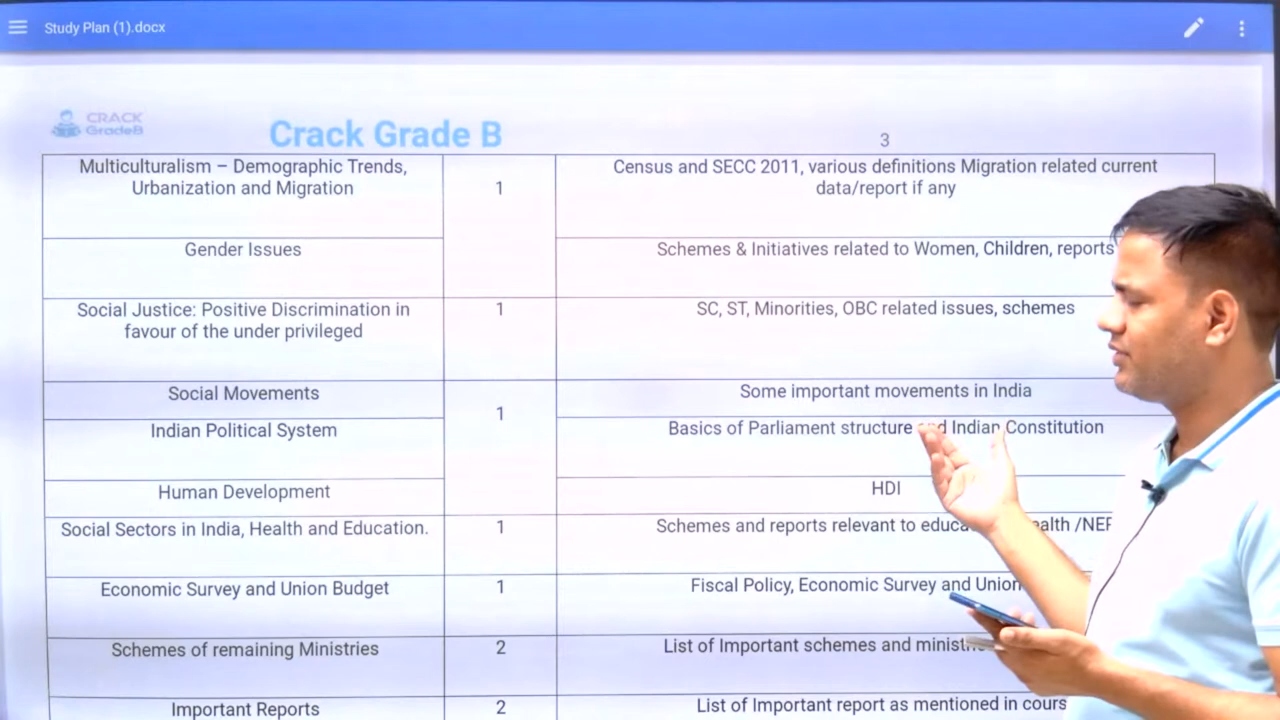 Study Plan (1).docx
CRACK
GradeB
Crack Grade B
3
Multiculturalism – Demographic Trends,
Urbanization and Migration
1
Census and SECC 2011, various definitions Migration related current
data/report if any
Gender Issues
Schemes & Initiatives related to Women, Children, reports
Social Justice: Positive Discrimination in
favour of the under privileged
1
SC, ST, Minorities, OBC related issues, schemes
Social Movements
1
Some important movements in India
Indian Political System
Basics of Parliament structure and Indian Constitution
Human Development
HDI
Social Sectors in India, Health and Education.
1
Schemes and reports relevant to
Economic Survey and Union Budget
1
Fiscal Policy, Economic Survey and Union
Schemes of remaining Ministries
2
List of Important schemes and
Important Reports
2
List of Important report as mentioned in